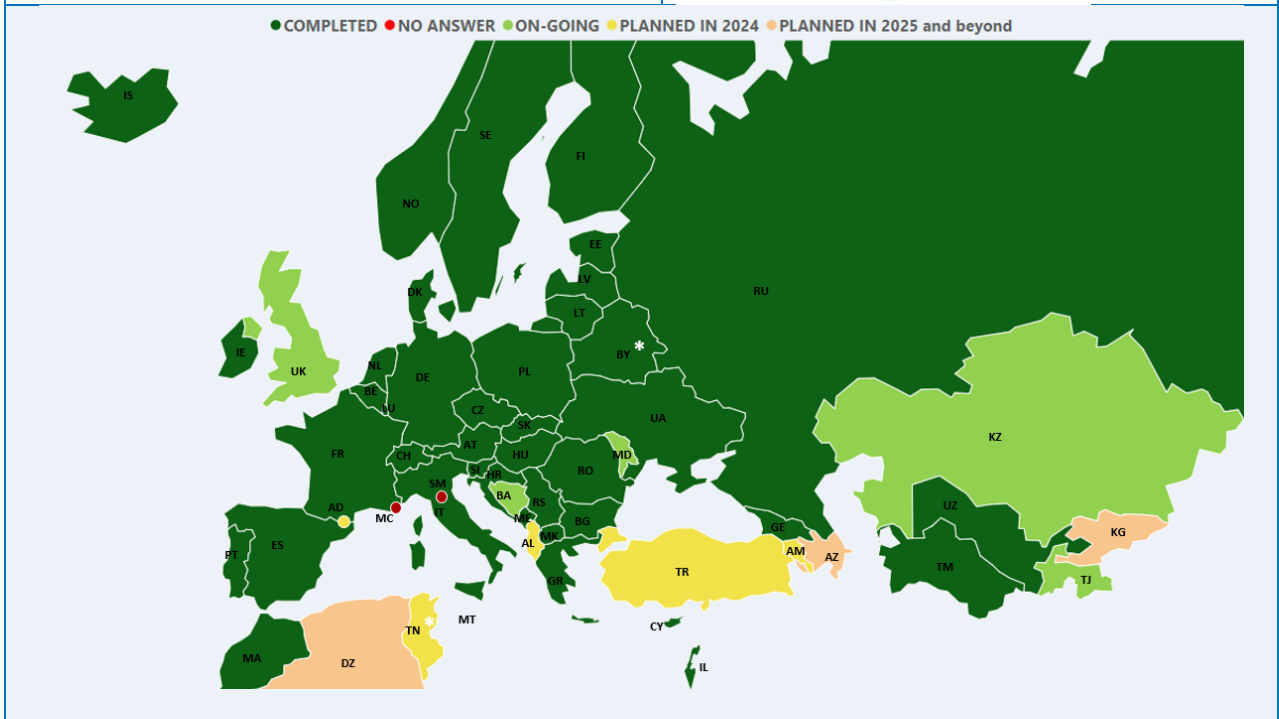 COMPLETED NO ANSWER ON-GOING PLANNED IN 2024 PLANNED IN 2025 and beyond
IS
SE
FI
NO
EE
LV
DK
RU
LT
IE
BY *
NL
UK
DE
PL
BE
LU
CZ
UA
SK
KZ
AT
FR
CH
HU
MD
SI
RO
HR
SM
BA
RS
UZ
AD
IT
MC
ME
BG
GE
KG
MK
ES
AL
AM
PT
AZ
TR
TM
GR
TJ
MT
*
TN
CY
MA
DZ
IL